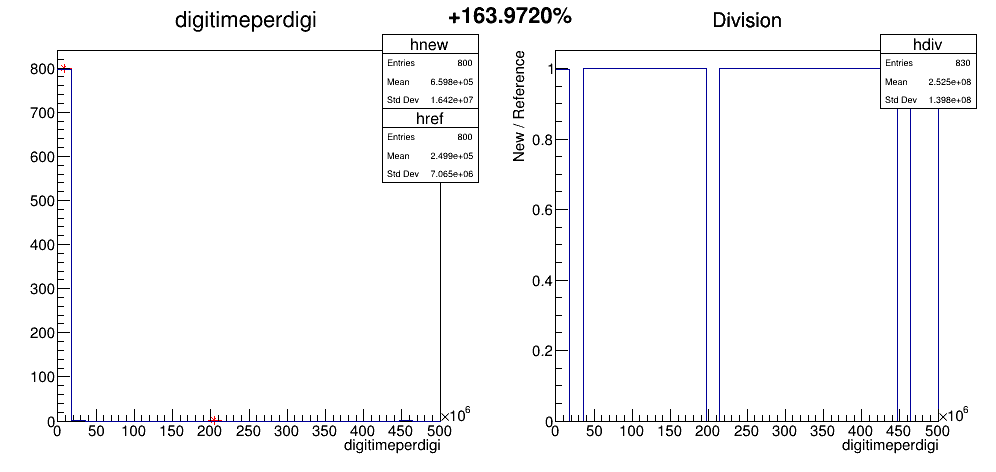 digitimeperdigi
+163.9720%
Division
hnew
Entries 800
Mean 6.598e+05
Std Dev 1.642e+07
href
Entries 800
Mean 2.499e+05
Std Dev 7.065e+06
800
700
600
500
400
300
200
100
0
0 50 100 150 200 250 300 350 400 450 500
×10⁶
digitimeperdigi
hdiv
Entries 830
Mean 2.525e+08
Std Dev 1.398e+08
New / Reference
1
0.8
0.6
0.4
0.2
0
0 50 100 150 200 250 300 350 400 450 500
×10⁶
digitimeperdigi